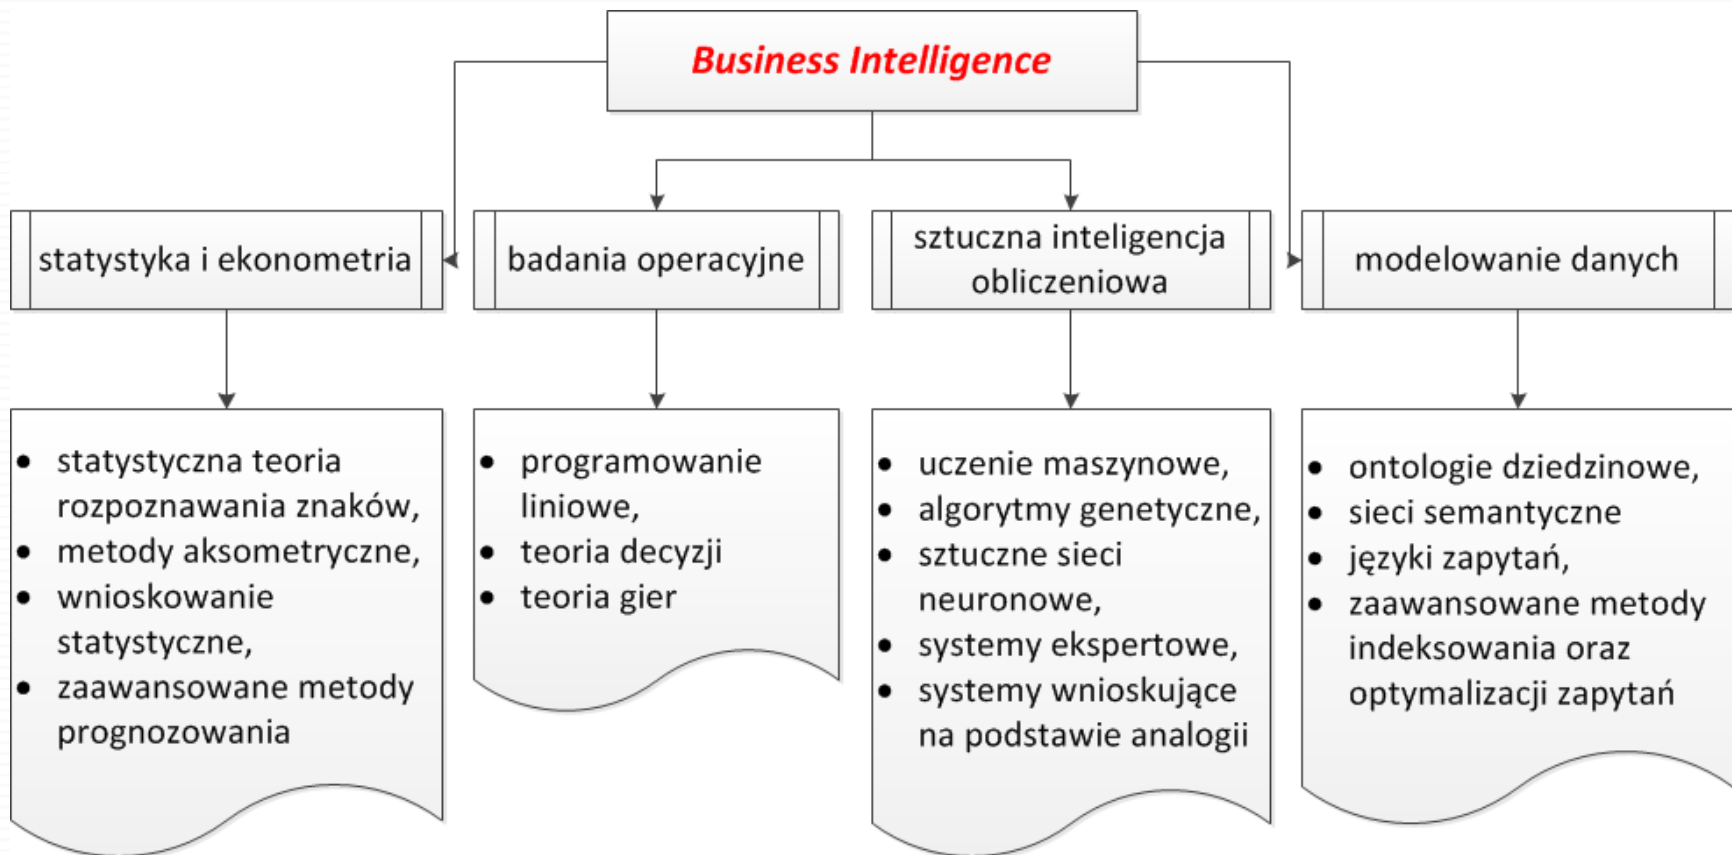 Business Intelligence
statystyka i ekonometria
badania operacyjne
sztuczna inteligencja
obliczeniowa
modelowanie danych
• statystyczna teoria
rozpoznawania znaków,
• metody aksometryczne,
• wnioskowanie
statystyczne,
• zaawansowane metody
prognozowania
• programowanie
liniowe,
• teoria decyzji
• teoria gier
• uczenie maszynowe,
• algorytmy genetyczne,
• sztuczne sieci
neuronowe,
• systemy ekspertowe,
• systemy wnioskujące
na podstawie analogii
• ontologie dziedzinowe,
• sieci semantyczne
• języki zapytań,
• zaawansowane metody
indeksowania oraz
optymalizacji zapytań